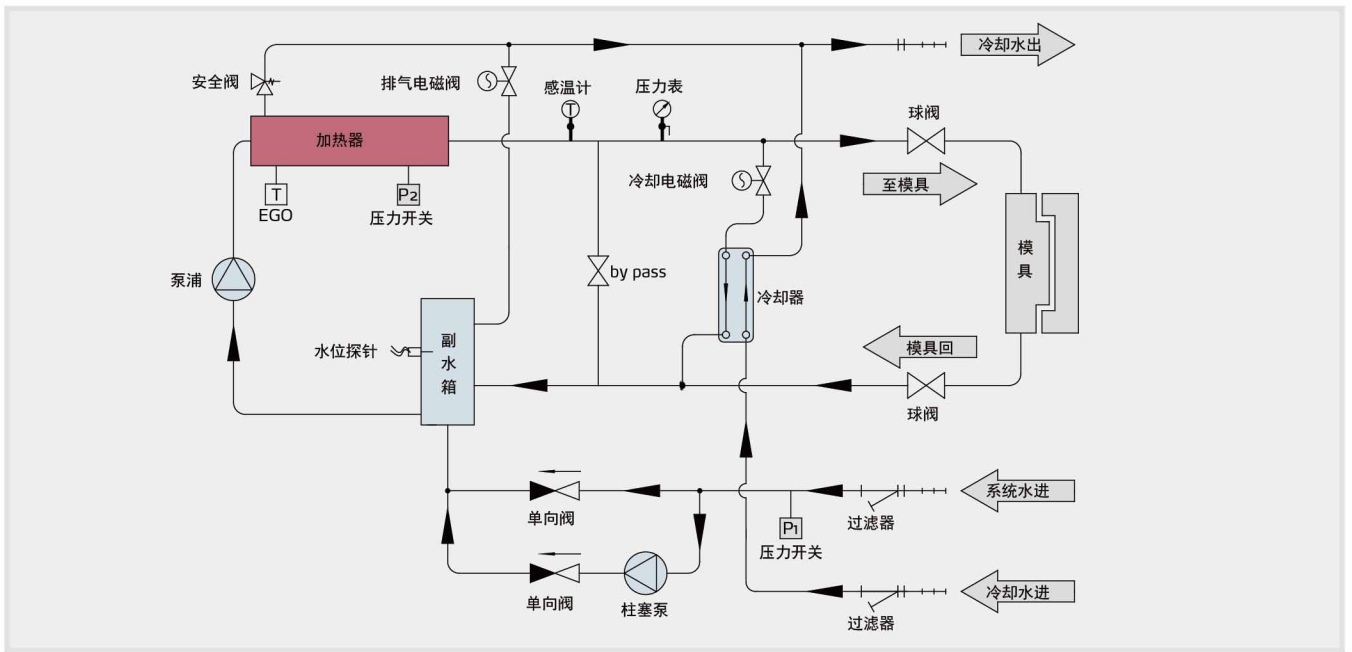 冷却水出
安全阀
排气电磁阀
感温计
压力表
球阀
T
加热器
冷却电磁阀
至模具
T
EGO
P2
压力开关
模具
泵浦
by pass
冷却器
水位探针
副水箱
模具回
球阀
系统水进
单向阀
P1
压力开关
过滤器
单向阀
柱塞泵
冷却水进
过滤器